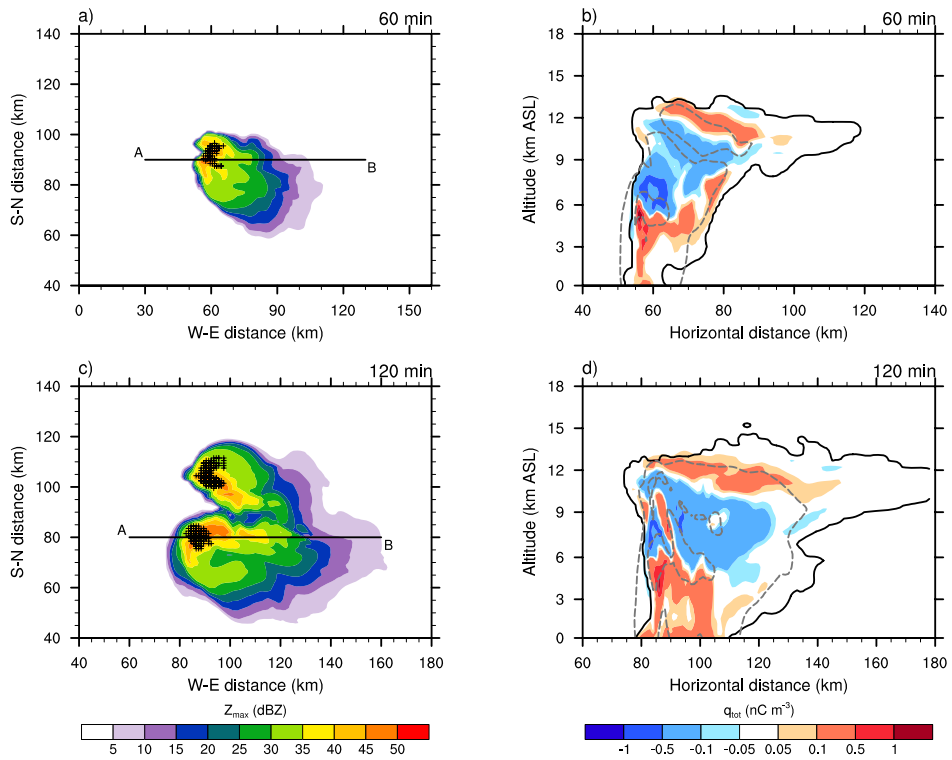 a) 60 min
140
120
100
80
60
40
0 30 60 90 120 150
S-N distance (km)
W-E distance (km)
A
B
b) 60 min
18
15
12
9
6
3
0
40 60 80 100 120 140
Altitude (km ASL)
Horizontal distance (km)
c) 120 min
140
120
100
80
60
40
40 60 80 100 120 140 160 180
S-N distance (km)
W-E distance (km)
A
B
d) 120 min
18
15
12
9
6
3
0
60 80 100 120 140 160 180
Altitude (km ASL)
Horizontal distance (km)
Zmax (dBZ)
5 10 15 20 25 30 35 40 45 50
qtot (nC m⁻³)
-1 -0.5 -0.1 -0.05 0.05 0.1 0.5 1